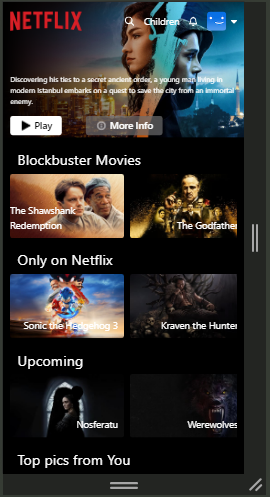 NETFLIX
Children
Discovering his ties to a secret ancient order, a young man living in
modern Istanbul embarks on a quest to save the city from an immortal
enemy.
Play
More Info
Blockbuster Movies
The Shawshank
Redemption
The Godfather
Only on Netflix
Sonic the Hedgehog 3
Kraven the Hunter
Upcoming
Nosferatu
Werewolves
Top pics from You